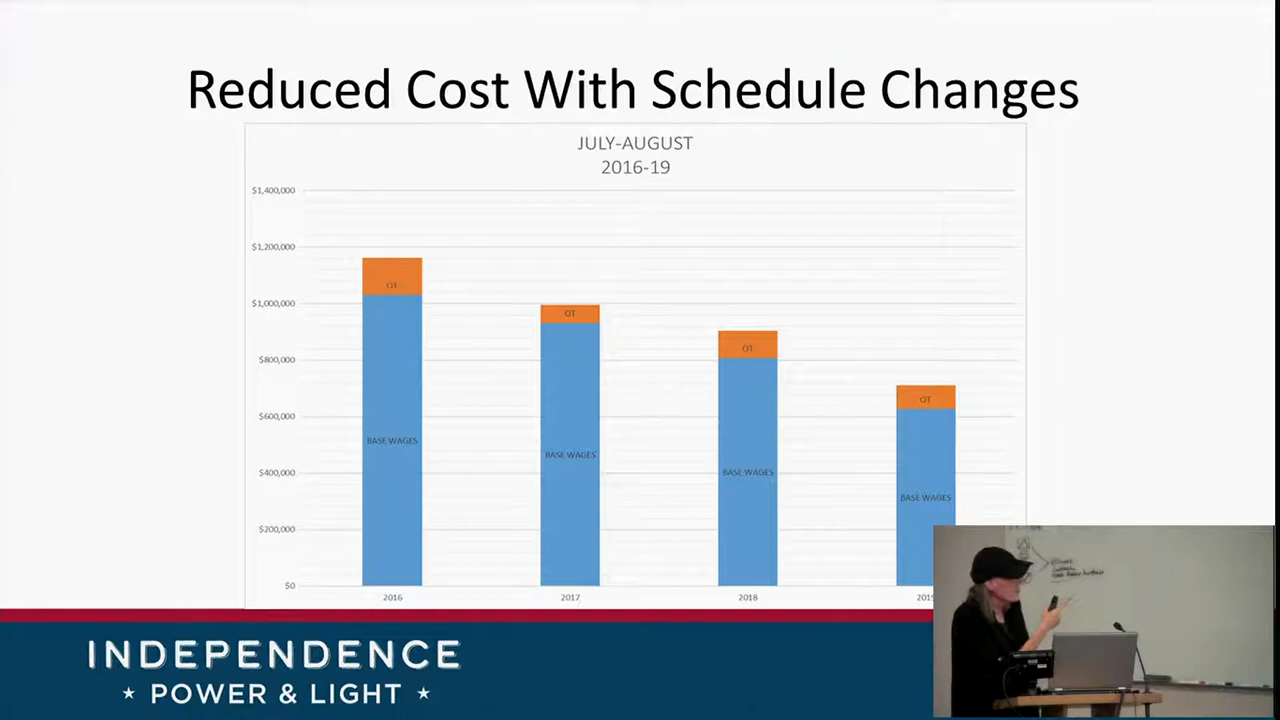 Reduced Cost With Schedule Changes
JULY-AUGUST
2016-19
$1,400,000
$1,200,000
$1,000,000
$800,000
$600,000
$400,000
$200,000
$0
OT
BASE WAGES
OT
BASE WAGES
OT
BASE WAGES
OT
BASE WAGES
2016
2017
2018
INDEPENDENCE
★ POWER & LIGHT ★